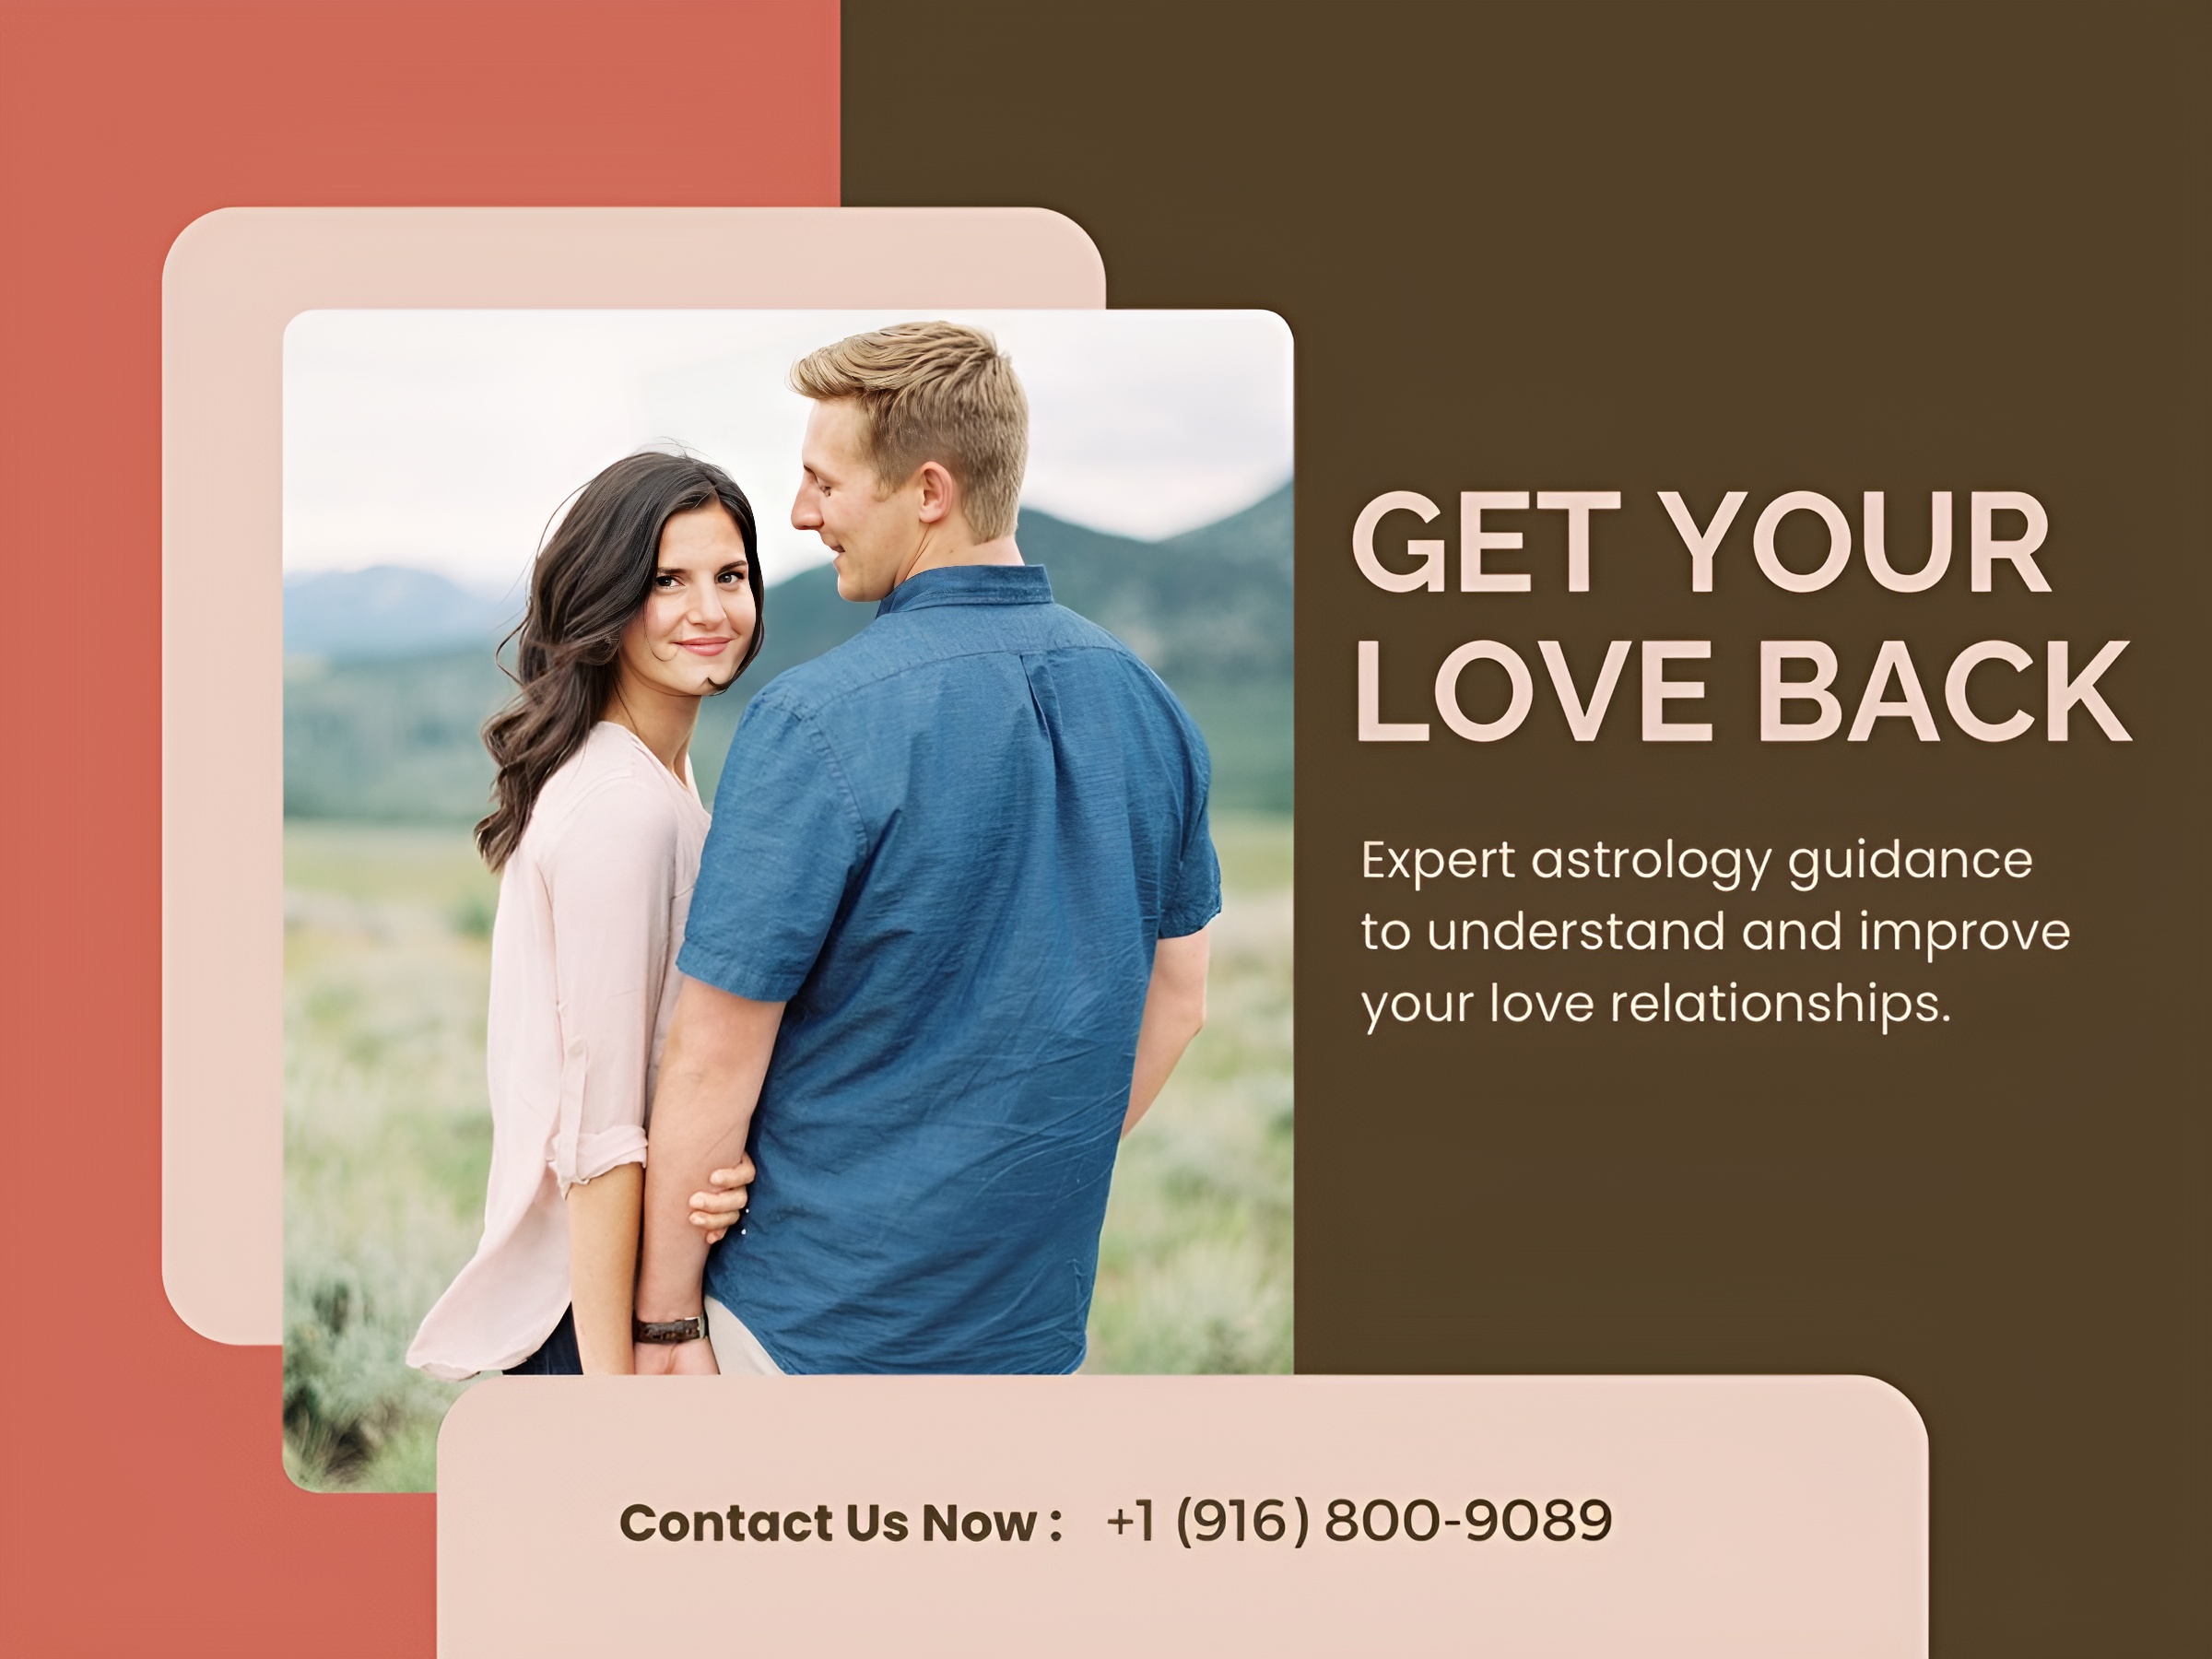 GET YOUR
LOVE BACK
Expert astrology guidance
to understand and improve
your love relationships.
Contact Us Now : +1 (916) 800-9089